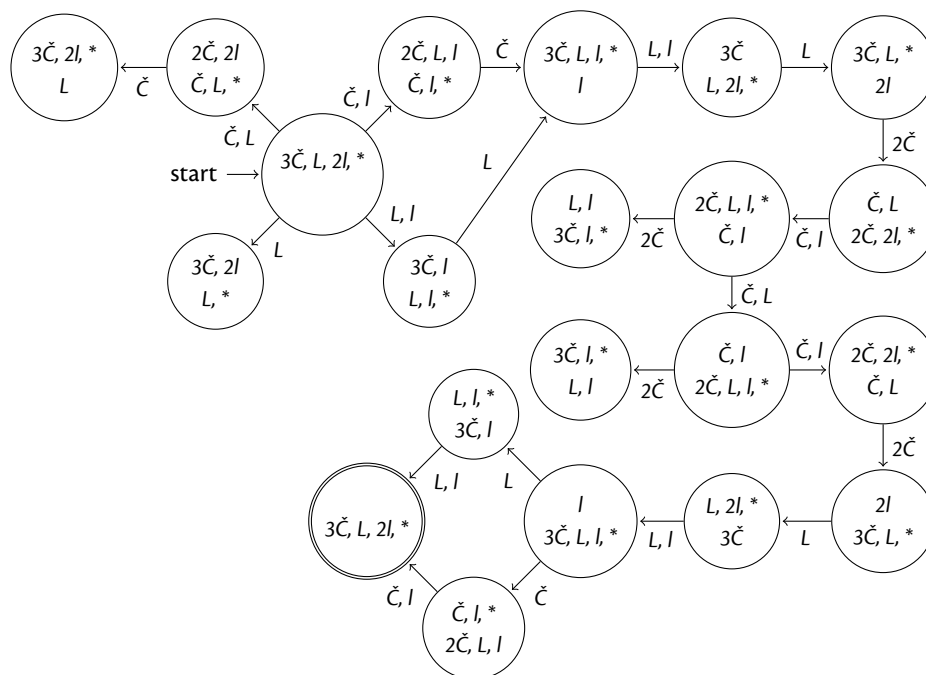 3Č, 2l, *
L
Č
2Č, 2l
Č, L, *
Č, L
2Č, L, l
Č, l, *
Č, l
Č
3Č, L, l, *
l
L, l
3Č
L, 2l, *
L
3Č, L, *
2l
start
3Č, L, 2l, *
L
L, l
L
3Č, 2l
L, *
3Č, l
L, l, *
2Č
L, l
3Č, l, *
2Č
2Č, L, l, *
Č, l
Č, l
Č, L
2Č, 2l, *
Č, L
3Č, l, *
L, l
2Č
Č, l
2Č, L, l, *
Č, l
2Č, 2l, *
Č, L
2Č
L, l, *
3Č, l
L, l
L
3Č, L, 2l, *
l
3Č, L, l, *
L, l
L, 2l, *
3Č
L
2l
3Č, L, *
Č, l
Č
Č, l, *
2Č, L, l